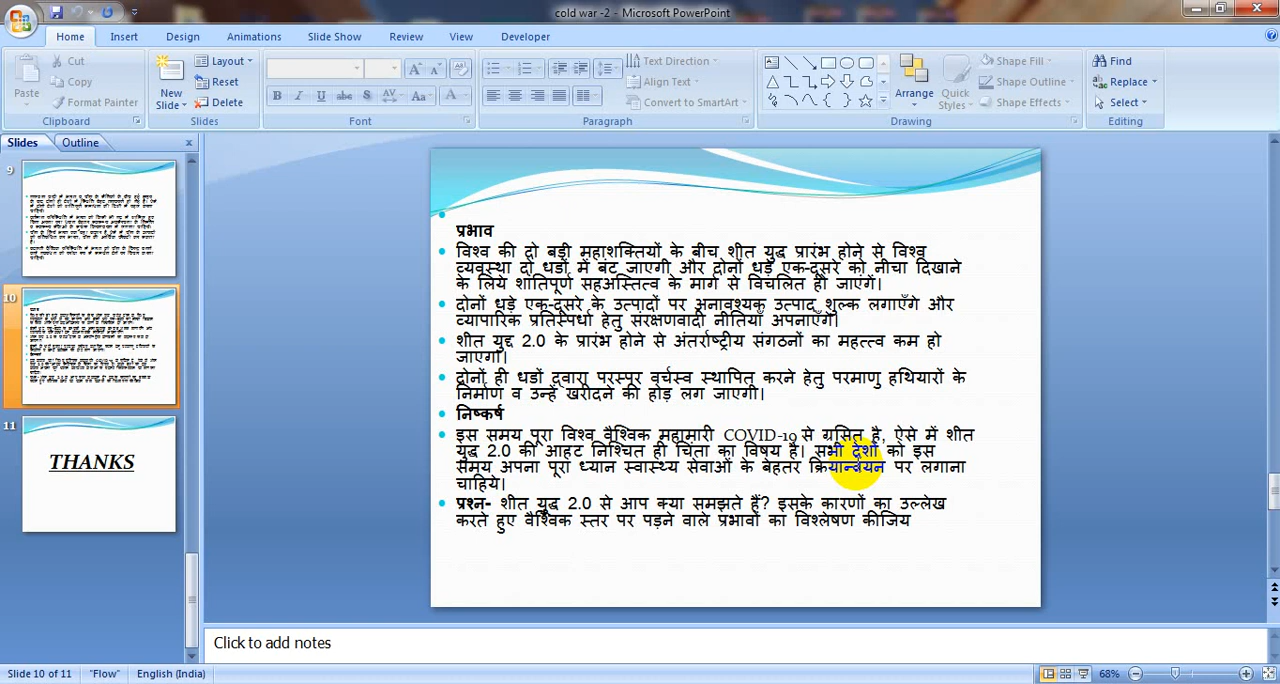 cold war -2 - Microsoft PowerPoint
Home Insert Design Animations Slide Show Review View Developer
Paste Cut Copy Format Painter Clipboard
New Slide Layout Reset Delete Slides
B I U abc S AV Aa A Font
Text Direction Align Text Convert to SmartArt Paragraph
Arrange Quick Styles Shape Fill Shape Outline Shape Effects Drawing
Find Replace Select Editing
Slides Outline
9
10
11
THANKS
प्रभाव
विश्व की दो बड़ी महाशक्तियों के बीच शीत युद्ध प्रारंभ होने से विश्व
व्यवस्था दो धड़ों में बंट जाएगी और दोनों धड़े एक-दूसरे को नीचा दिखाने
के लिये शांतिपूर्ण सहअस्तित्व के मार्ग से विचलित हो जाएंगे।
दोनों धड़े एक-दूसरे के उत्पादों पर अनावश्यक उत्पाद शुल्क लगाएँगे और
व्यापारिक प्रतिस्पर्धा हेतु संरक्षणवादी नीतियाँ अपनाएँगे।
शीत युद्द 2.0 के प्रारंभ होने से अंतर्राष्ट्रीय संगठनों का महत्त्व कम हो
जाएगा।
दोनों ही धड़ों द्वारा परस्पर वर्चस्व स्थापित करने हेतु परमाणु हथियारों के
निर्माण व उन्हें खरीदने की होड़ लग जाएगी।
निष्कर्ष
इस समय पूरा विश्व वैश्विक महामारी COVID-19 से ग्रसित है, ऐसे में शीत
युद्ध 2.0 की आहट निश्चित ही चिंता का विषय है। सभी देशों को इस
समय अपना पूरा ध्यान स्वास्थ्य सेवाओं के बेहतर क्रियान्वयन पर लगाना
चाहिये।
प्रश्न- शीत युद्ध 2.0 से आप क्या समझते हैं? इसके कारणों का उल्लेख
करते हुए वैश्विक स्तर पर पड़ने वाले प्रभावों का विश्लेषण कीजिय
Click to add notes
Slide 10 of 11 "Flow" English (India) 68%